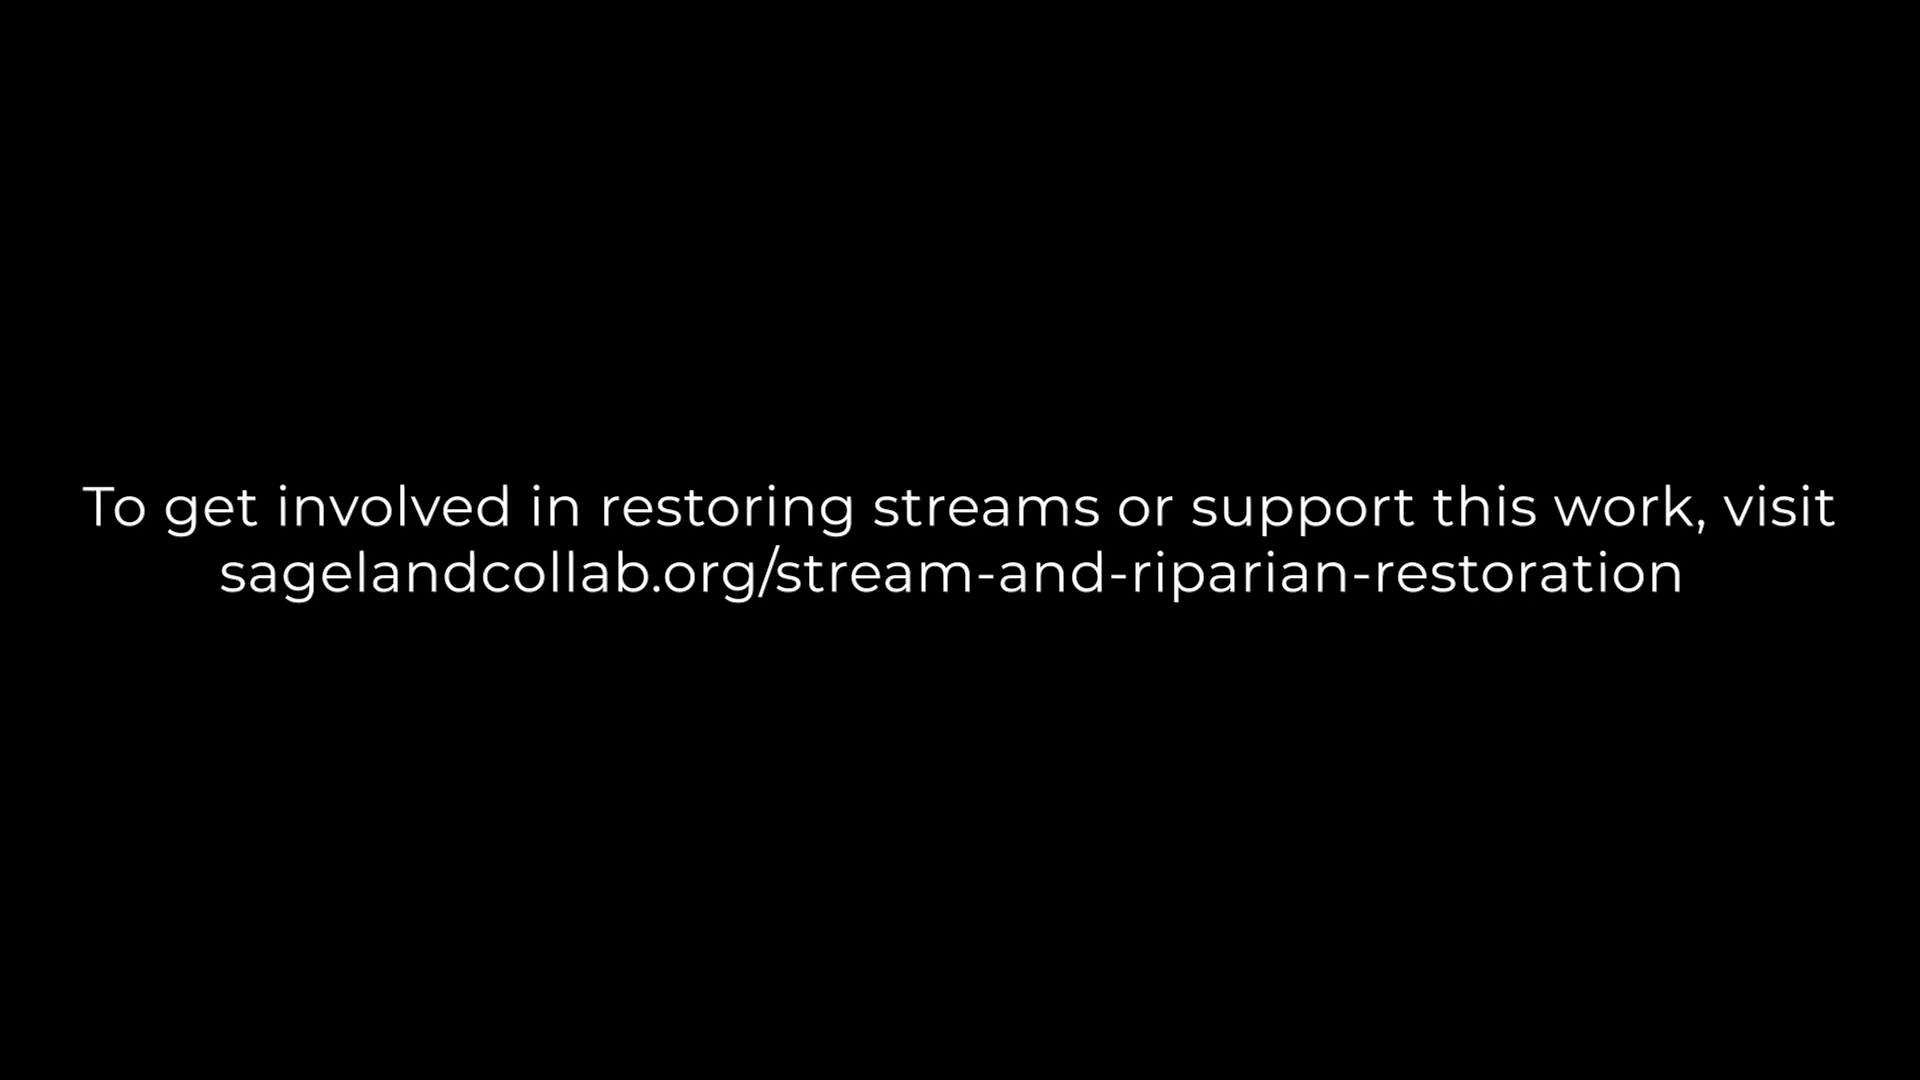 To get involved in restoring streams or support this work, visit
sagelandcollab.org/stream-and-riparian-restoration